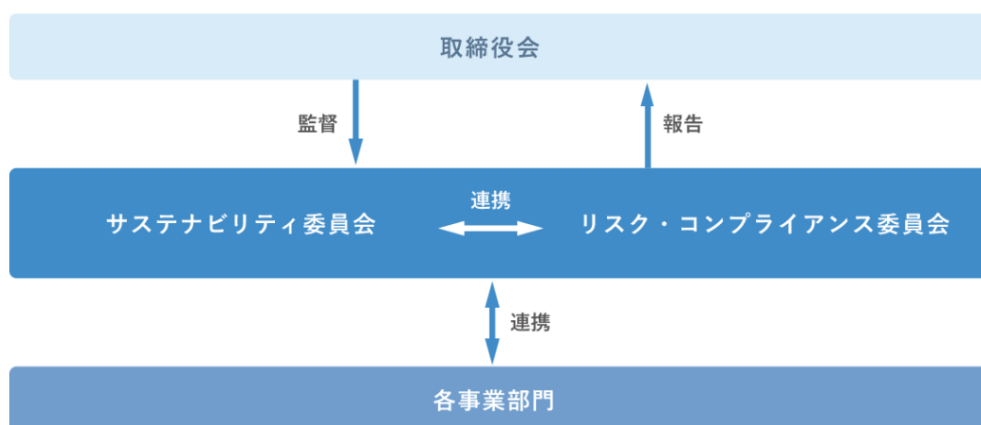 取締役会
監督
報告
サステナビリティ委員会
連携
リスク・コンプライアンス委員会
連携
各事業部門